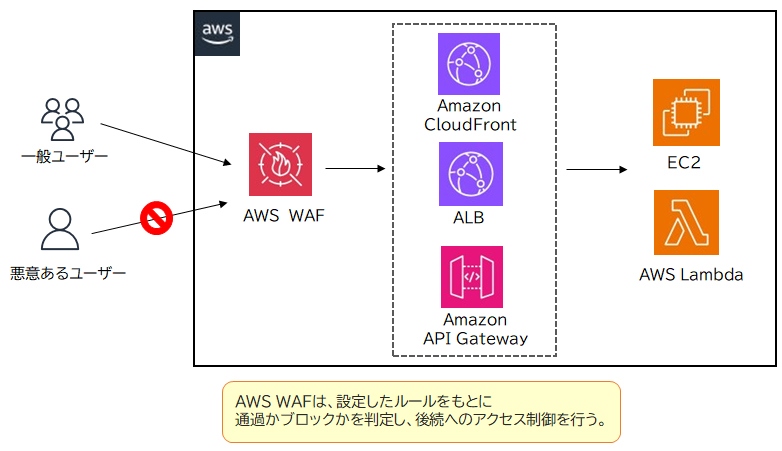 aws
一般ユーザー
悪意あるユーザー
AWS WAF
Amazon
CloudFront
ALB
Amazon
API Gateway
EC2
AWS Lambda
AWS WAFは、設定したルールをもとに
通過かブロックかを判定し、後続へのアクセス制御を行う。